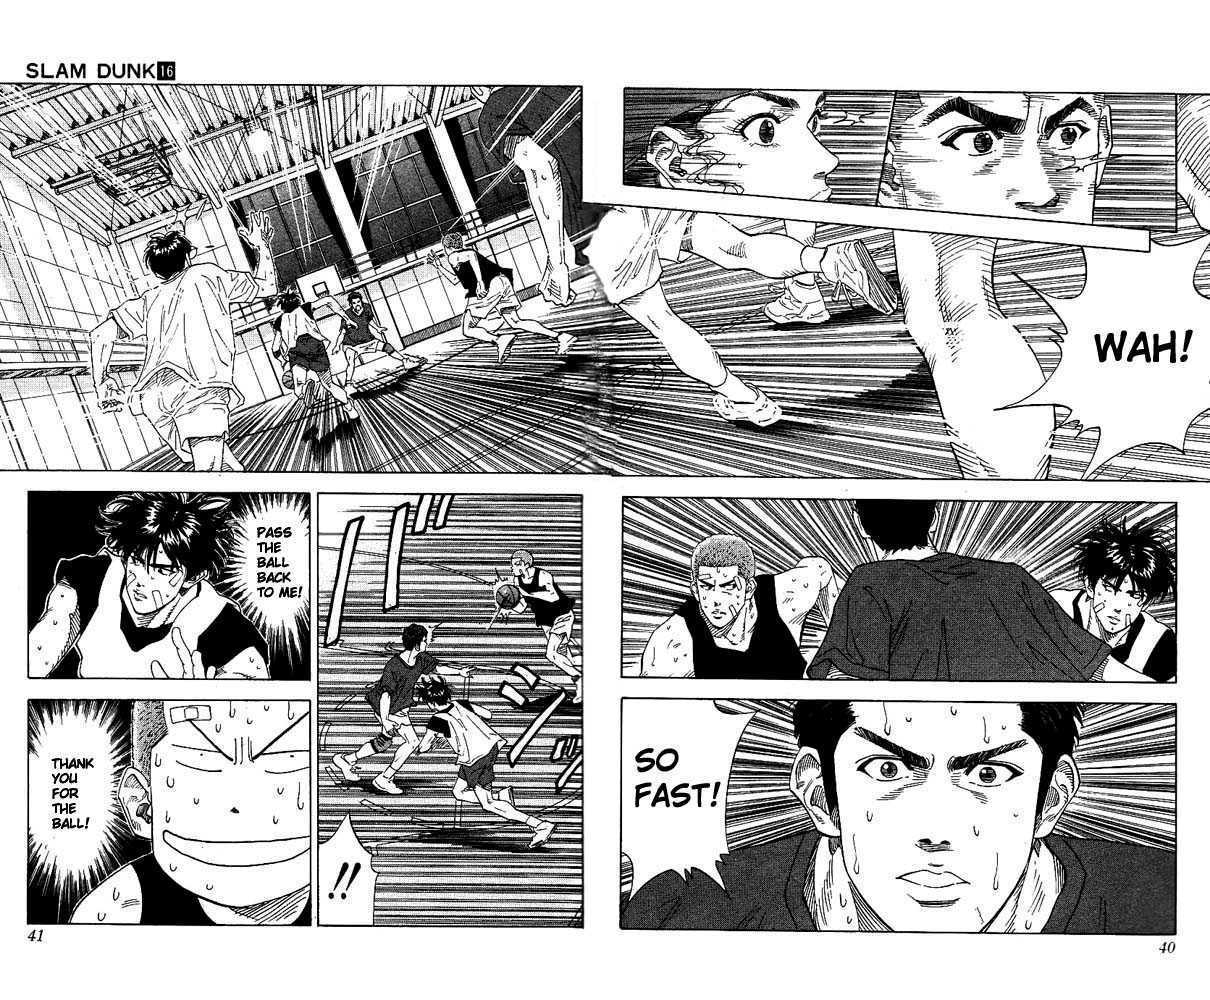 SLAM DUNK 16
WAH!
SO
FAST!
40
!!
PASS
THE
BALL
BACK
TO ME!
THANK
YOU
FOR
THE
BALL!
41